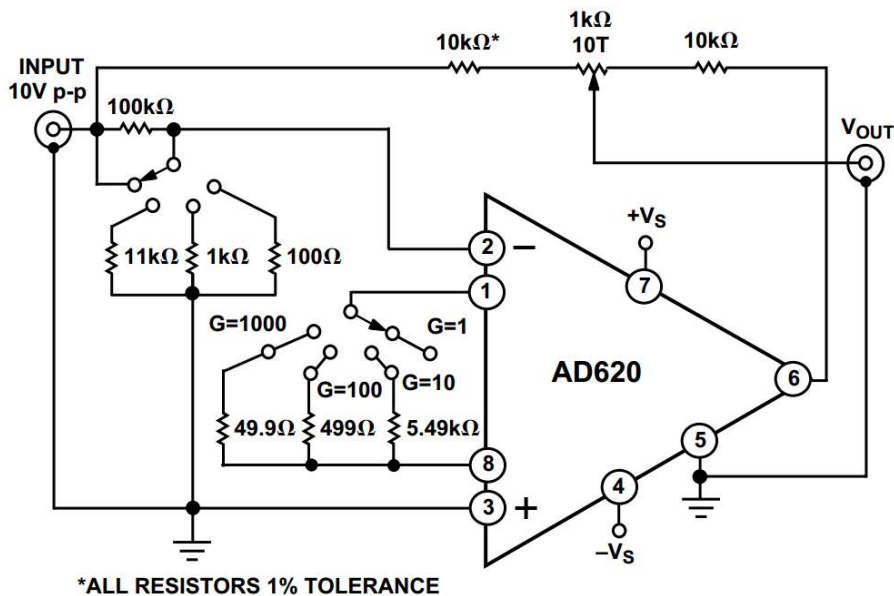 INPUT
10V p-p
100kΩ
10kΩ*
1kΩ
10T
10kΩ
VOUT
11kΩ
1kΩ
100Ω
G=1000
G=100
G=10
G=1
49.9Ω
499Ω
5.49kΩ
2
−
1
8
3
+
+VS
7
AD620
6
5
4
–VS
*ALL RESISTORS 1% TOLERANCE